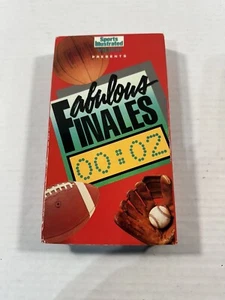 Sports Illustrated
PRESENTS
Fabulous
FINALES
00:02